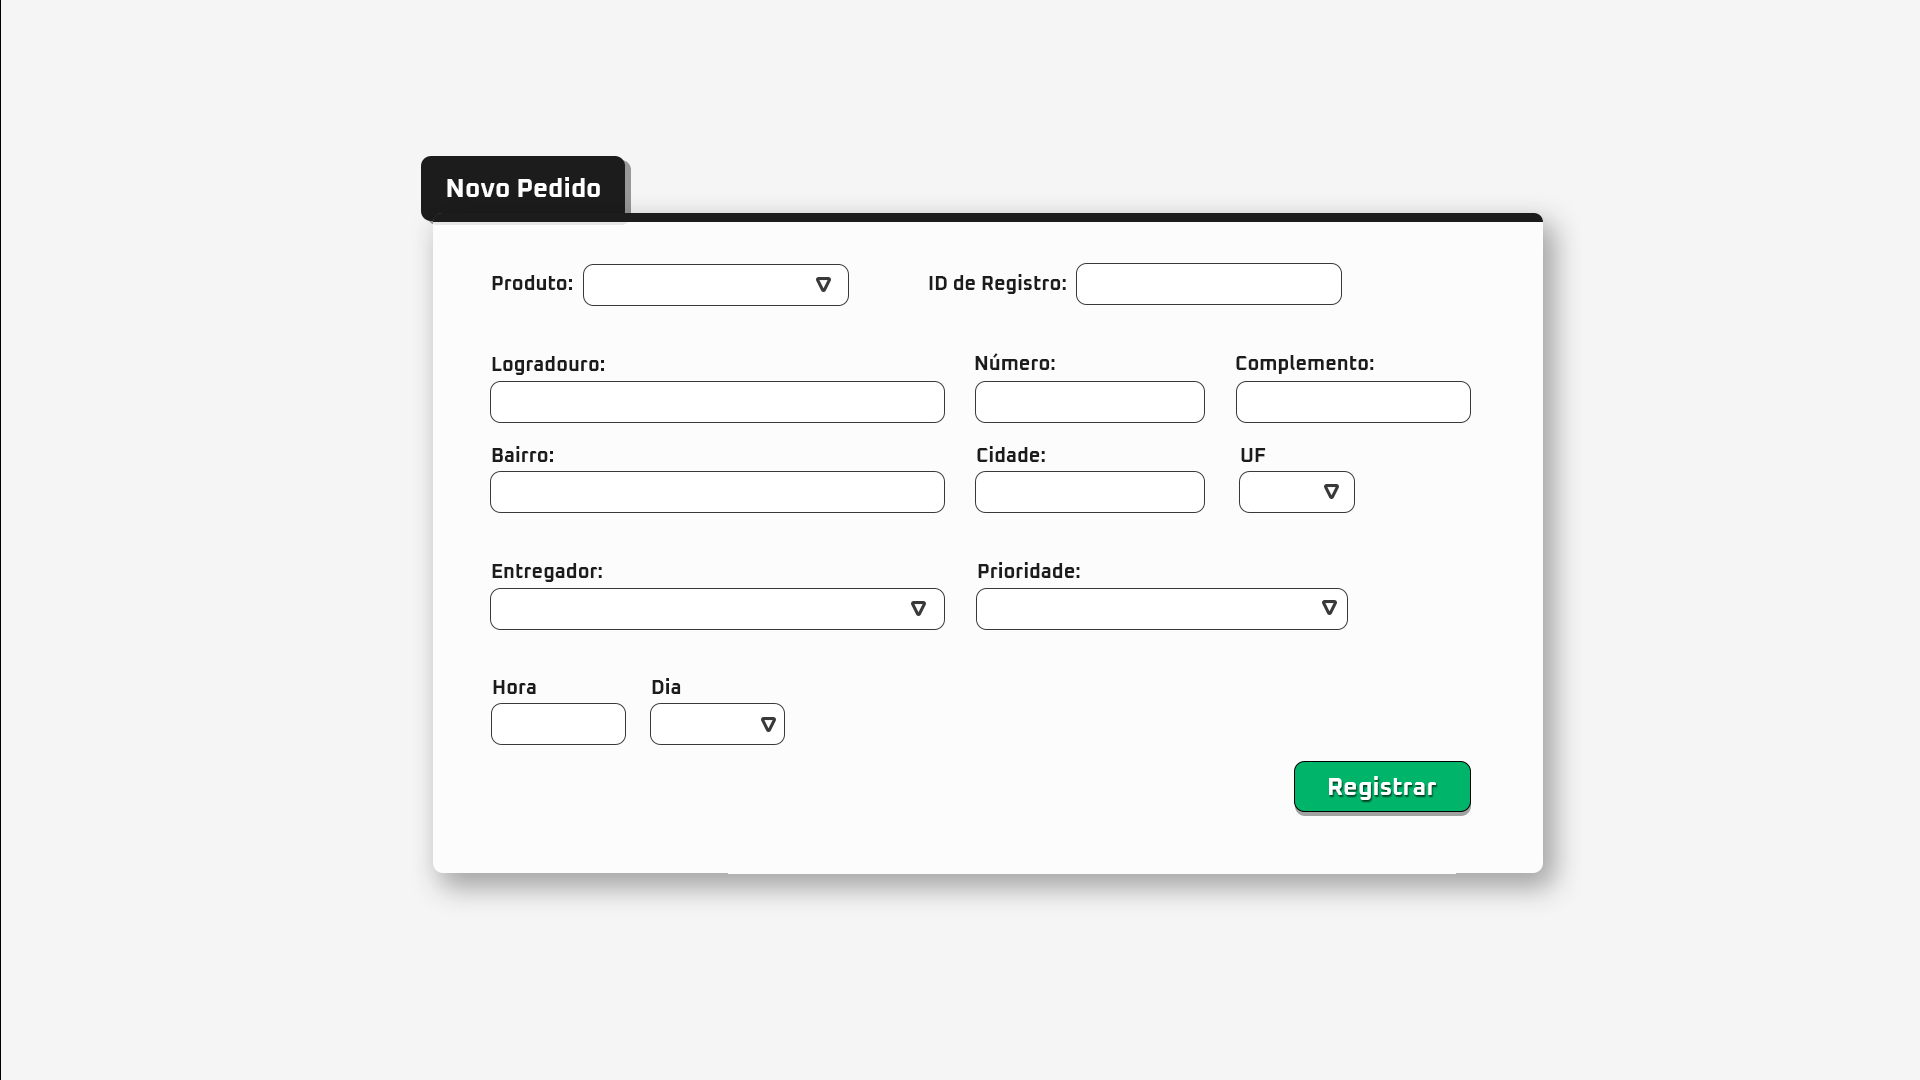 Novo Pedido
Produto:
ID de Registro:
Logradouro:
Número:
Complemento:
Bairro:
Cidade:
UF
Entregador:
Prioridade:
Hora
Dia
Registrar